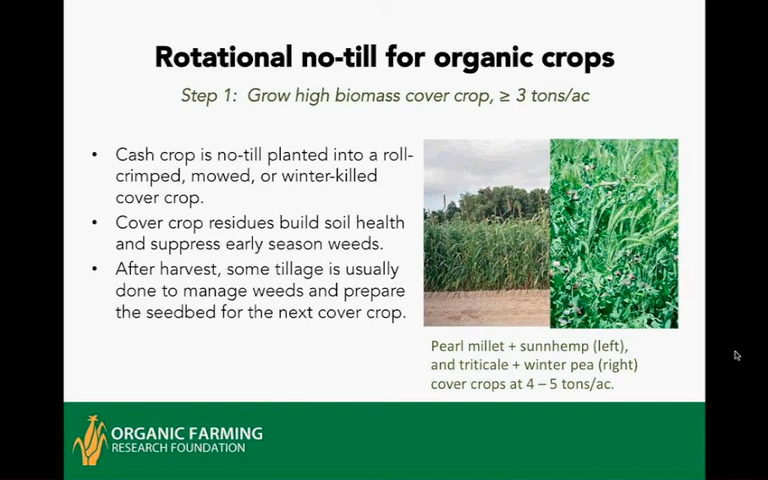 Rotational no-till for organic crops
Step 1:  Grow high biomass cover crop, ≥ 3 tons/ac
• Cash crop is no-till planted into a roll-
crimped, mowed, or winter-killed
cover crop.
• Cover crop residues build soil health
and suppress early season weeds.
• After harvest, some tillage is usually
done to manage weeds and prepare
the seedbed for the next cover crop.
Pearl millet + sunnhemp (left),
and triticale + winter pea (right)
cover crops at 4 – 5 tons/ac.
ORGANIC FARMING
RESEARCH FOUNDATION